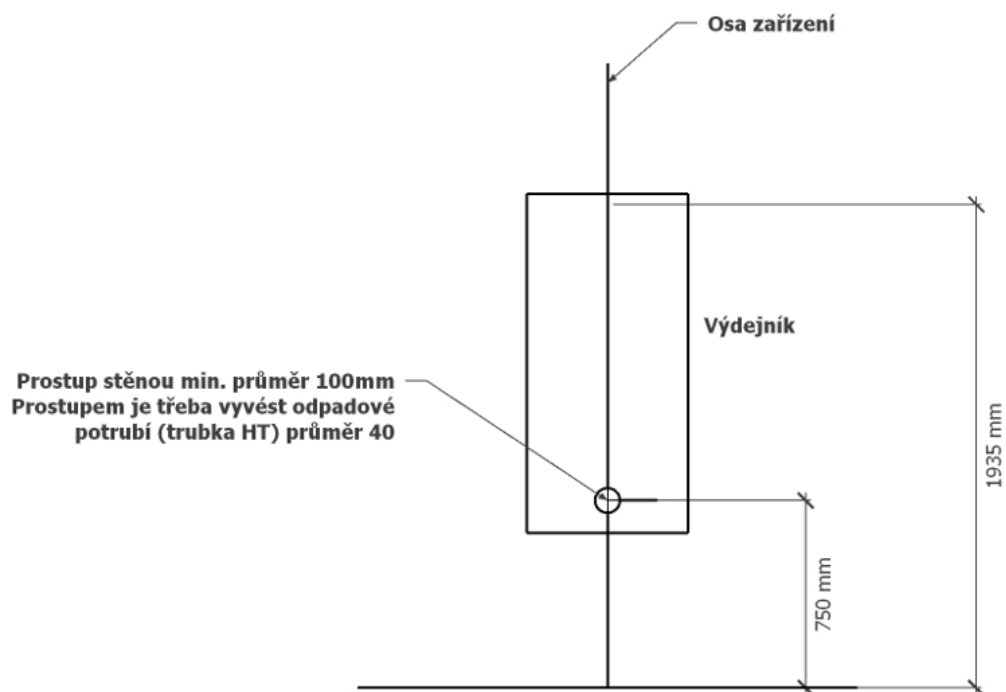 Osa zařízení
Výdejník
Prostup stěnou min. průměr 100mm
Prostupem je třeba vyvést odpadové
potrubí (trubka HT) průměr 40
1935 mm
750 mm